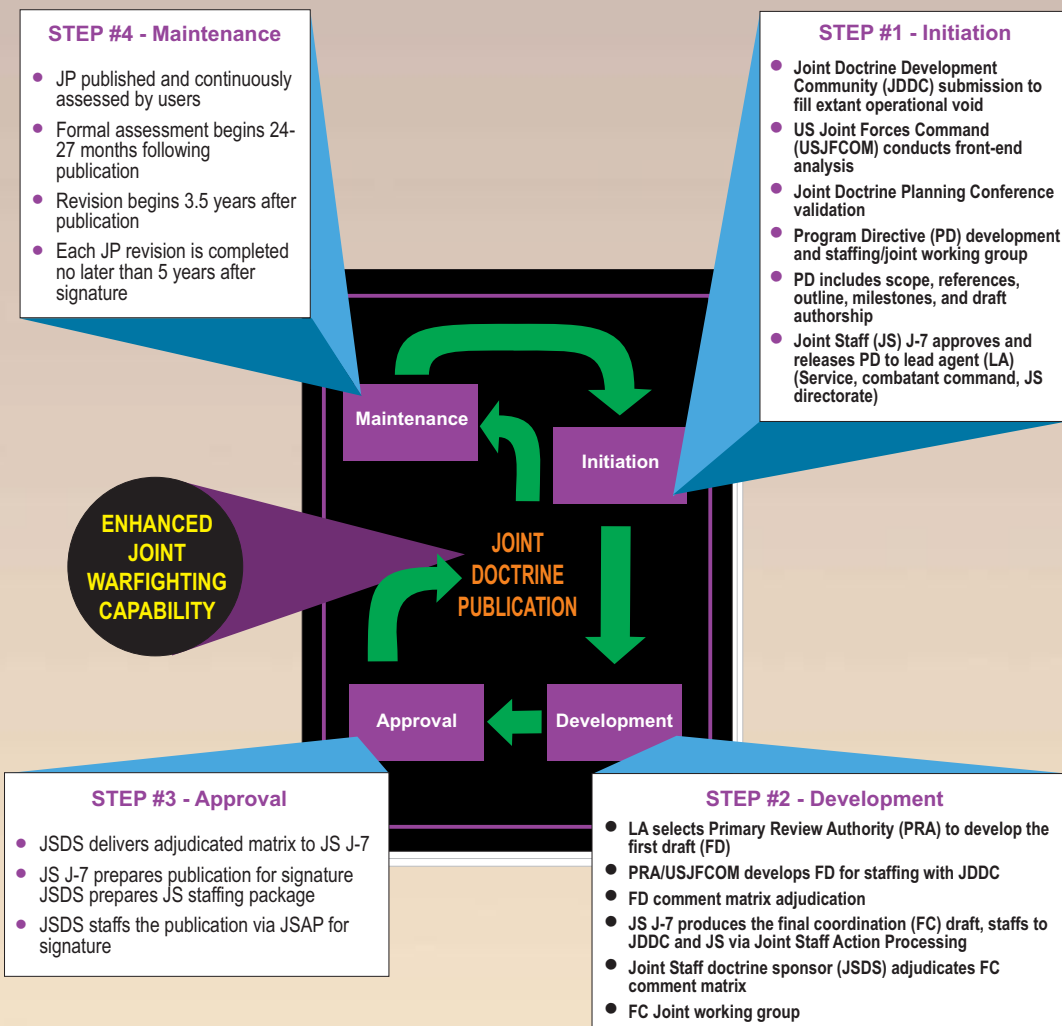 STEP #4 - Maintenance
• JP published and continuously
assessed by users
• Formal assessment begins 24-
27 months following
publication
• Revision begins 3.5 years after
publication
• Each JP revision is completed
no later than 5 years after
signature
STEP #1 - Initiation
• Joint Doctrine Development
Community (JDDC) submission to
fill extant operational void
• US Joint Forces Command
(USJFCOM) conducts front-end
analysis
• Joint Doctrine Planning Conference
validation
• Program Directive (PD) development
and staffing/joint working group
• PD includes scope, references,
outline, milestones, and draft
authorship
• Joint Staff (JS) J-7 approves and
releases PD to lead agent (LA)
(Service, combatant command, JS
directorate)
Maintenance
Initiation
ENHANCED
JOINT
WARFIGHTING
CAPABILITY
JOINT
DOCTRINE
PUBLICATION
Approval
Development
STEP #3 - Approval
• JSDS delivers adjudicated matrix to JS J-7
• JS J-7 prepares publication for signature
JSDS prepares JS staffing package
• JSDS staffs the publication via JSAP for
signature
STEP #2 - Development
• LA selects Primary Review Authority (PRA) to develop the
first draft (FD)
• PRA/USJFCOM develops FD for staffing with JDDC
• FD comment matrix adjudication
• JS J-7 produces the final coordination (FC) draft, staffs to
JDDC and JS via Joint Staff Action Processing
• Joint Staff doctrine sponsor (JSDS) adjudicates FC
comment matrix
• FC Joint working group